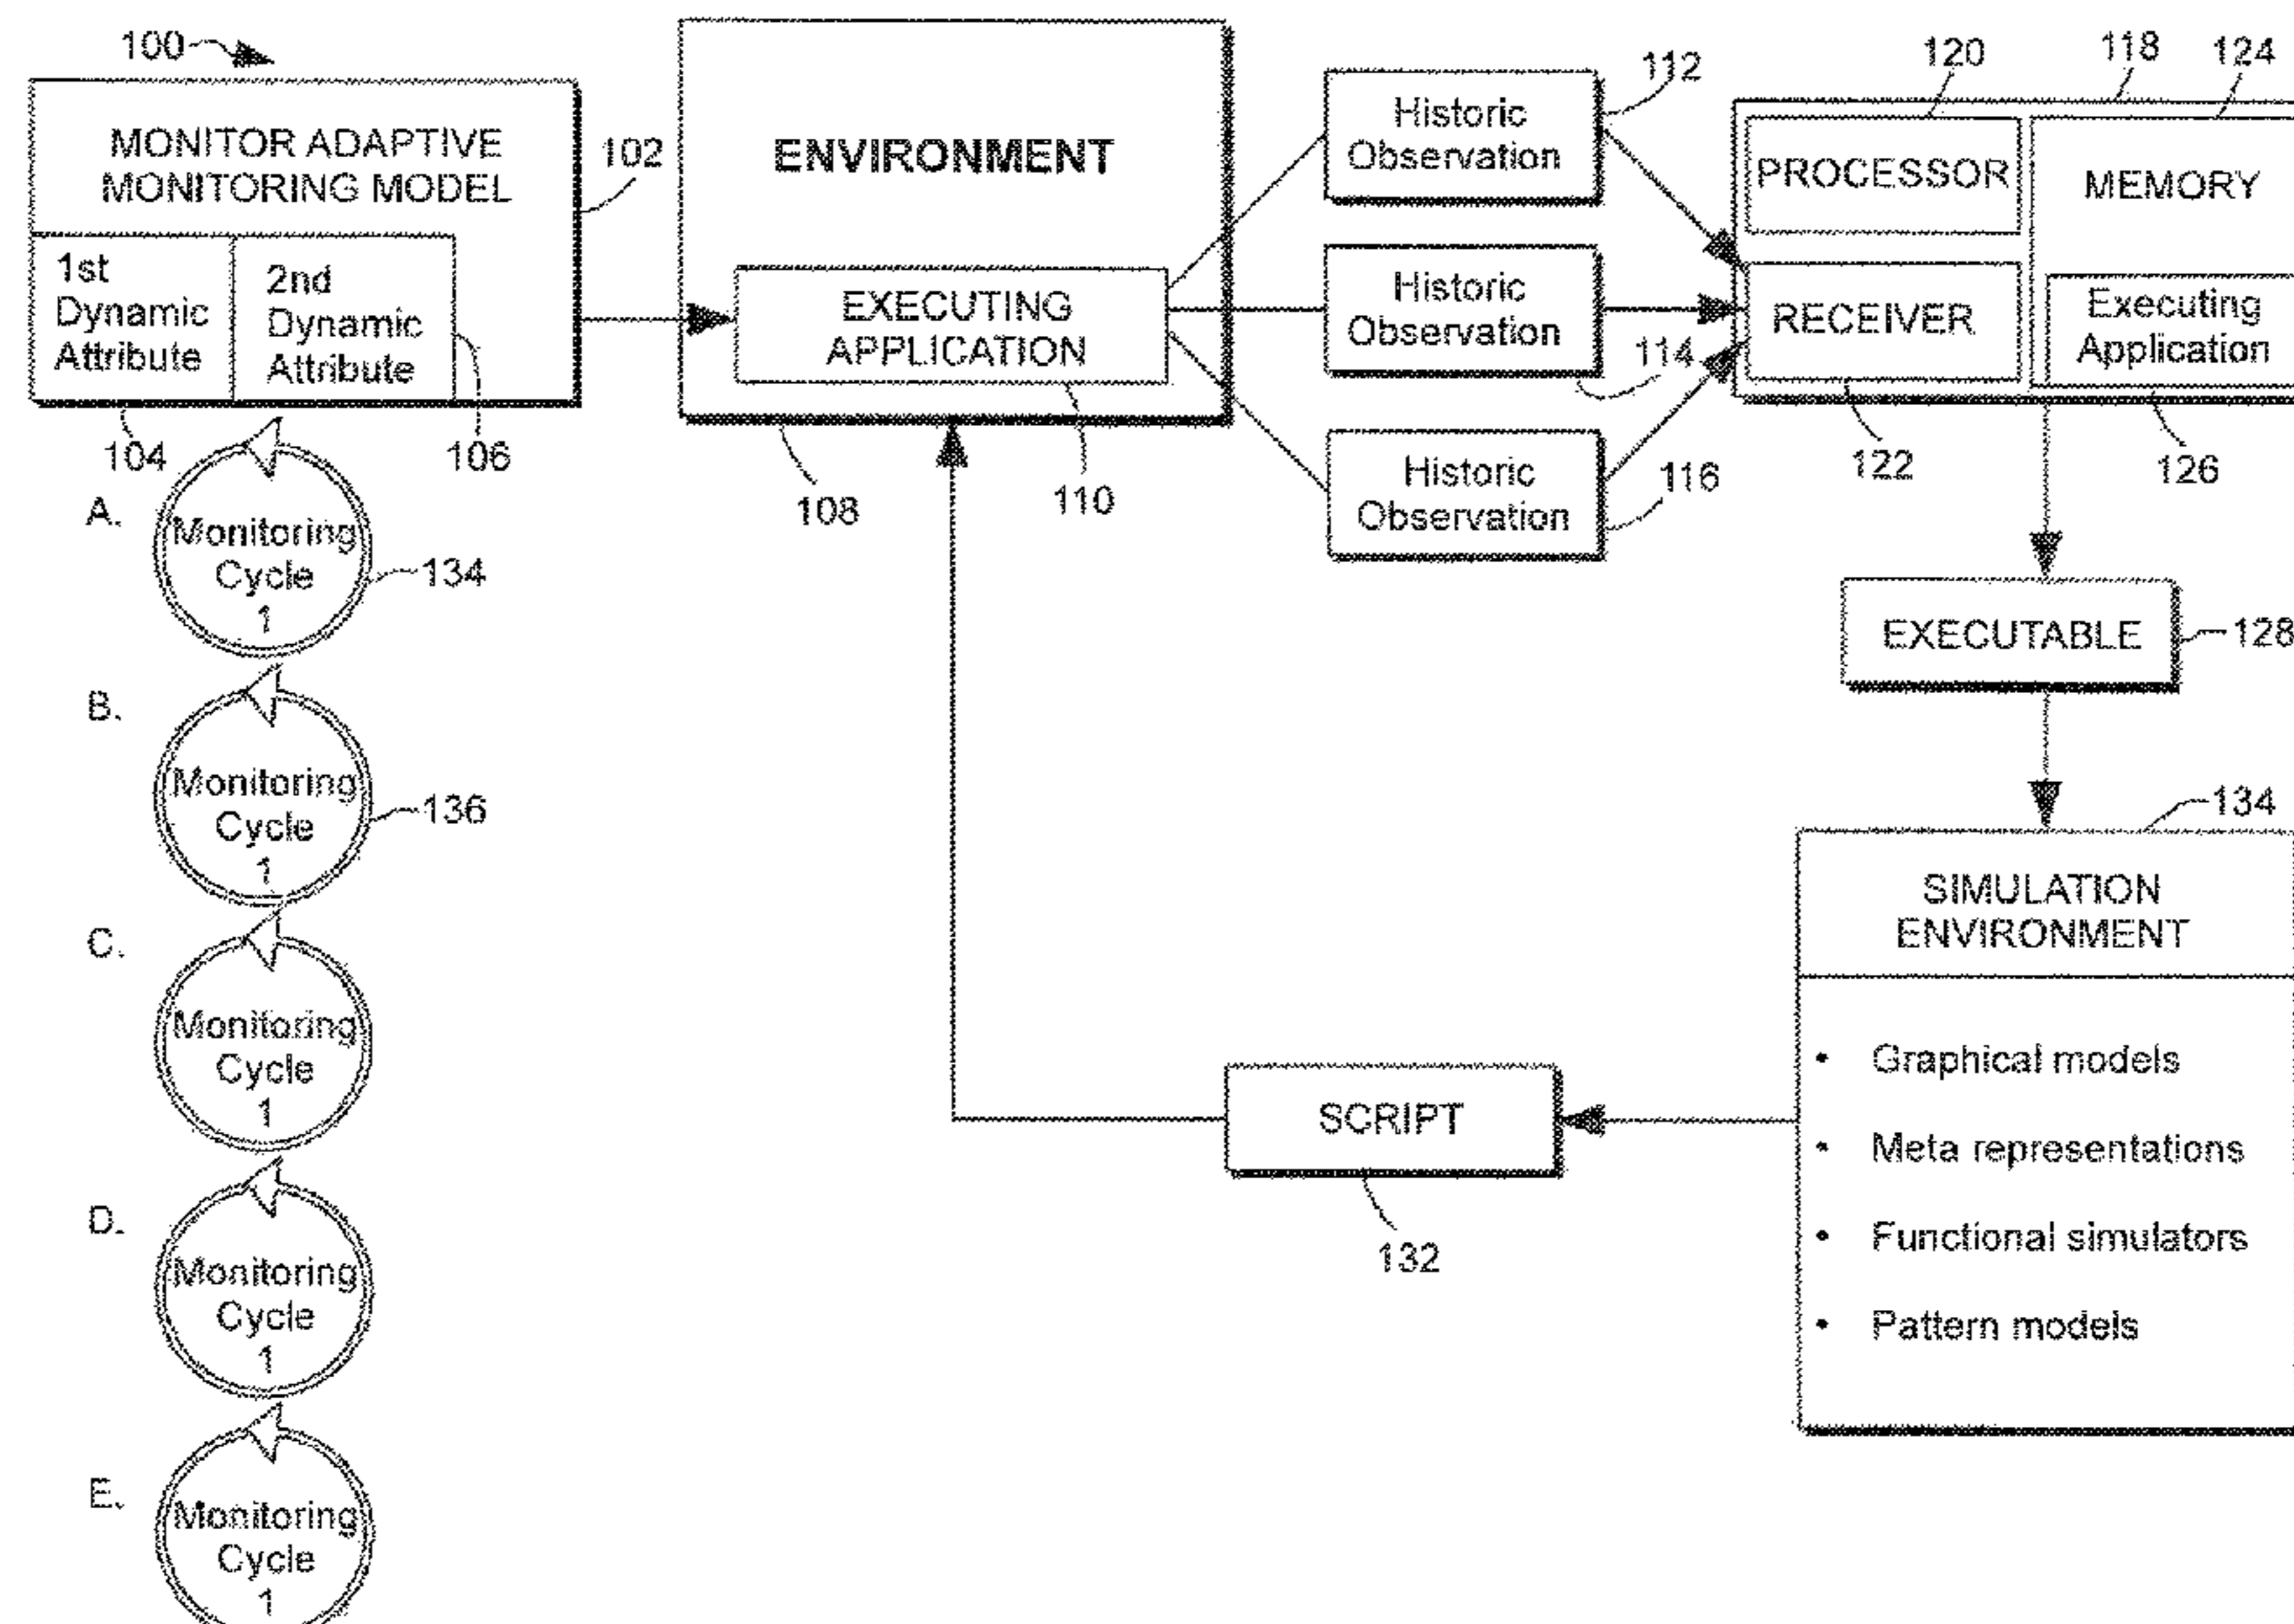 100
MONITOR ADAPTIVE
MONITORING MODEL
102
1st
Dynamic
Attribute
2nd
Dynamic
Attribute
104
106
A.
Monitoring
Cycle
1
134
B.
Monitoring
Cycle
1
136
C.
Monitoring
Cycle
1
D.
Monitoring
Cycle
1
E.
Monitoring
Cycle
1
ENVIRONMENT
EXECUTING
APPLICATION
108
110
Historic
Observation
112
Historic
Observation
114
Historic
Observation
116
120
118
124
PROCESSOR
MEMORY
RECEIVER
Executing
Application
122
126
EXECUTABLE
128
134
SIMULATION
ENVIRONMENT
• Graphical models
• Meta representations
• Functional simulators
• Pattern models
SCRIPT
132